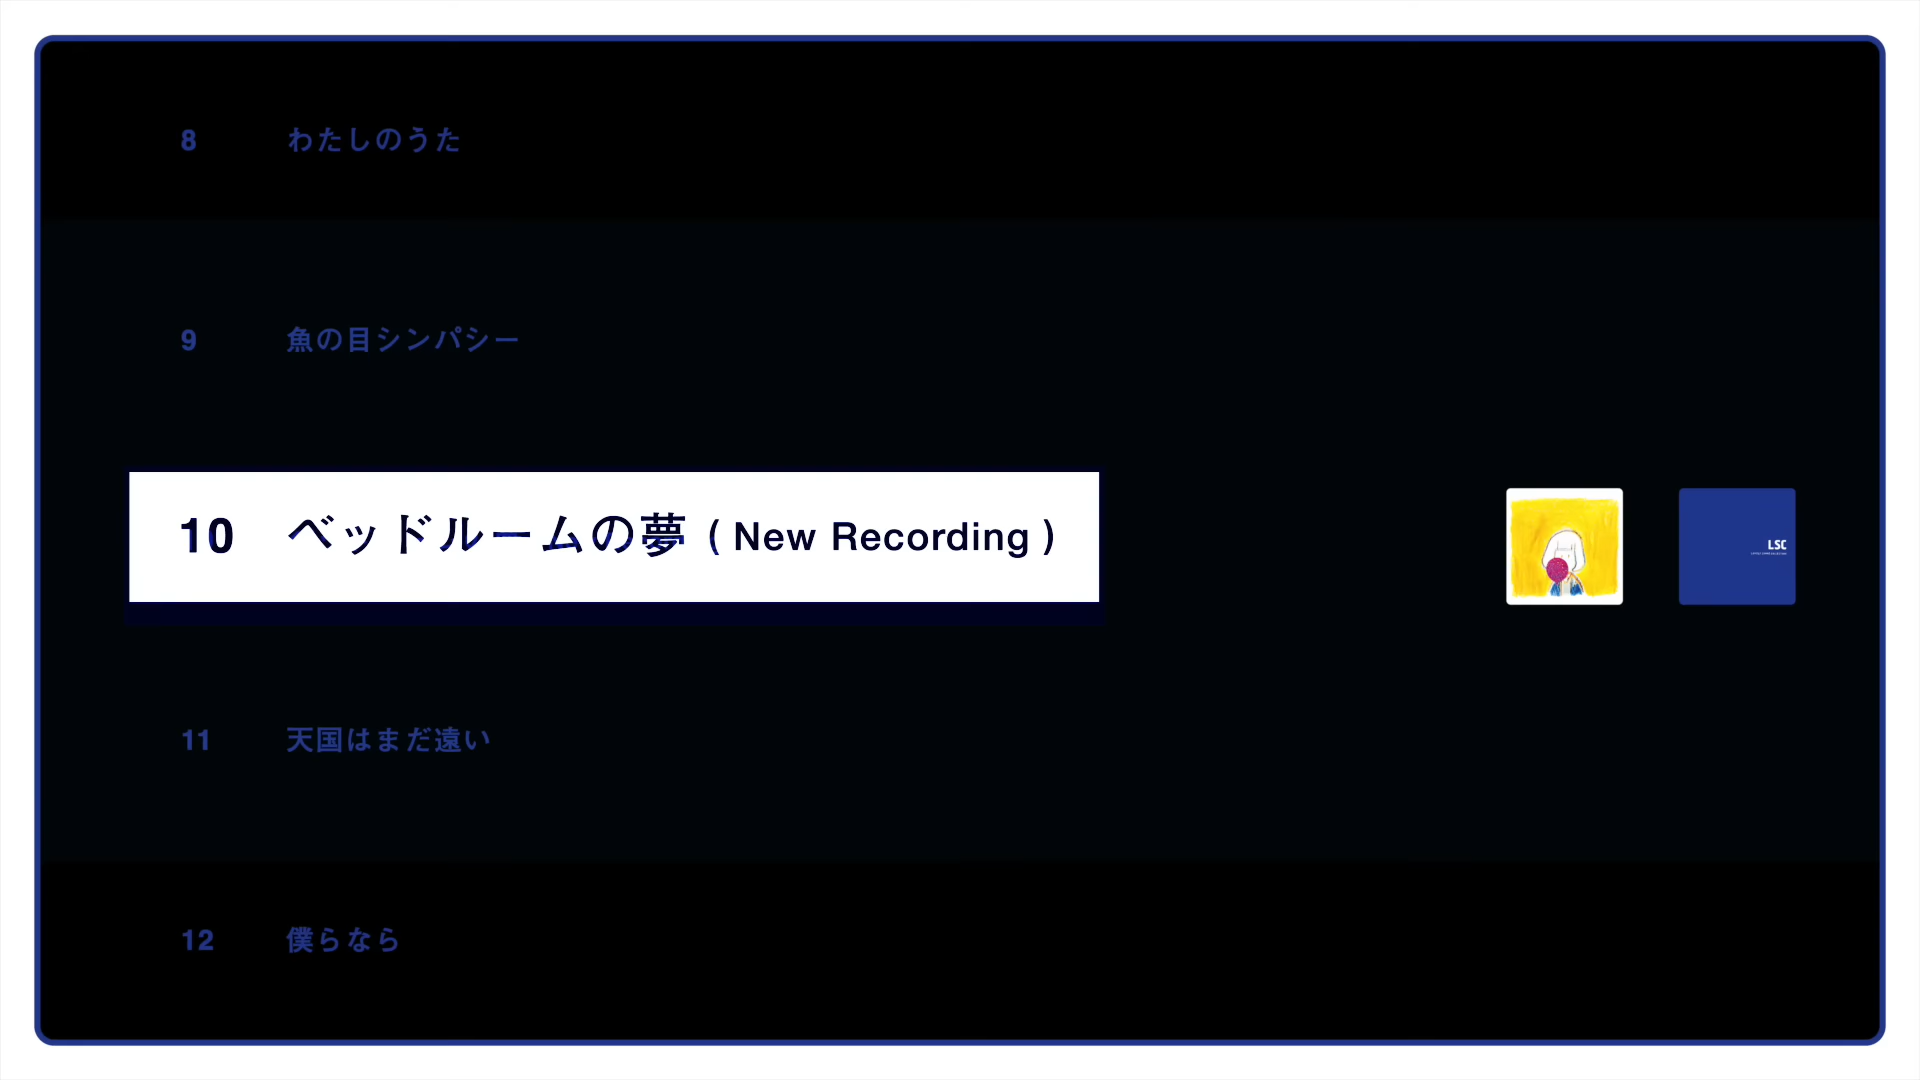 8 わたしのうた
9 魚の目シンパシー
10 ベッドルームの夢 ( New Recording )
LSC
11 天国はまだ遠い
12 僕らなら